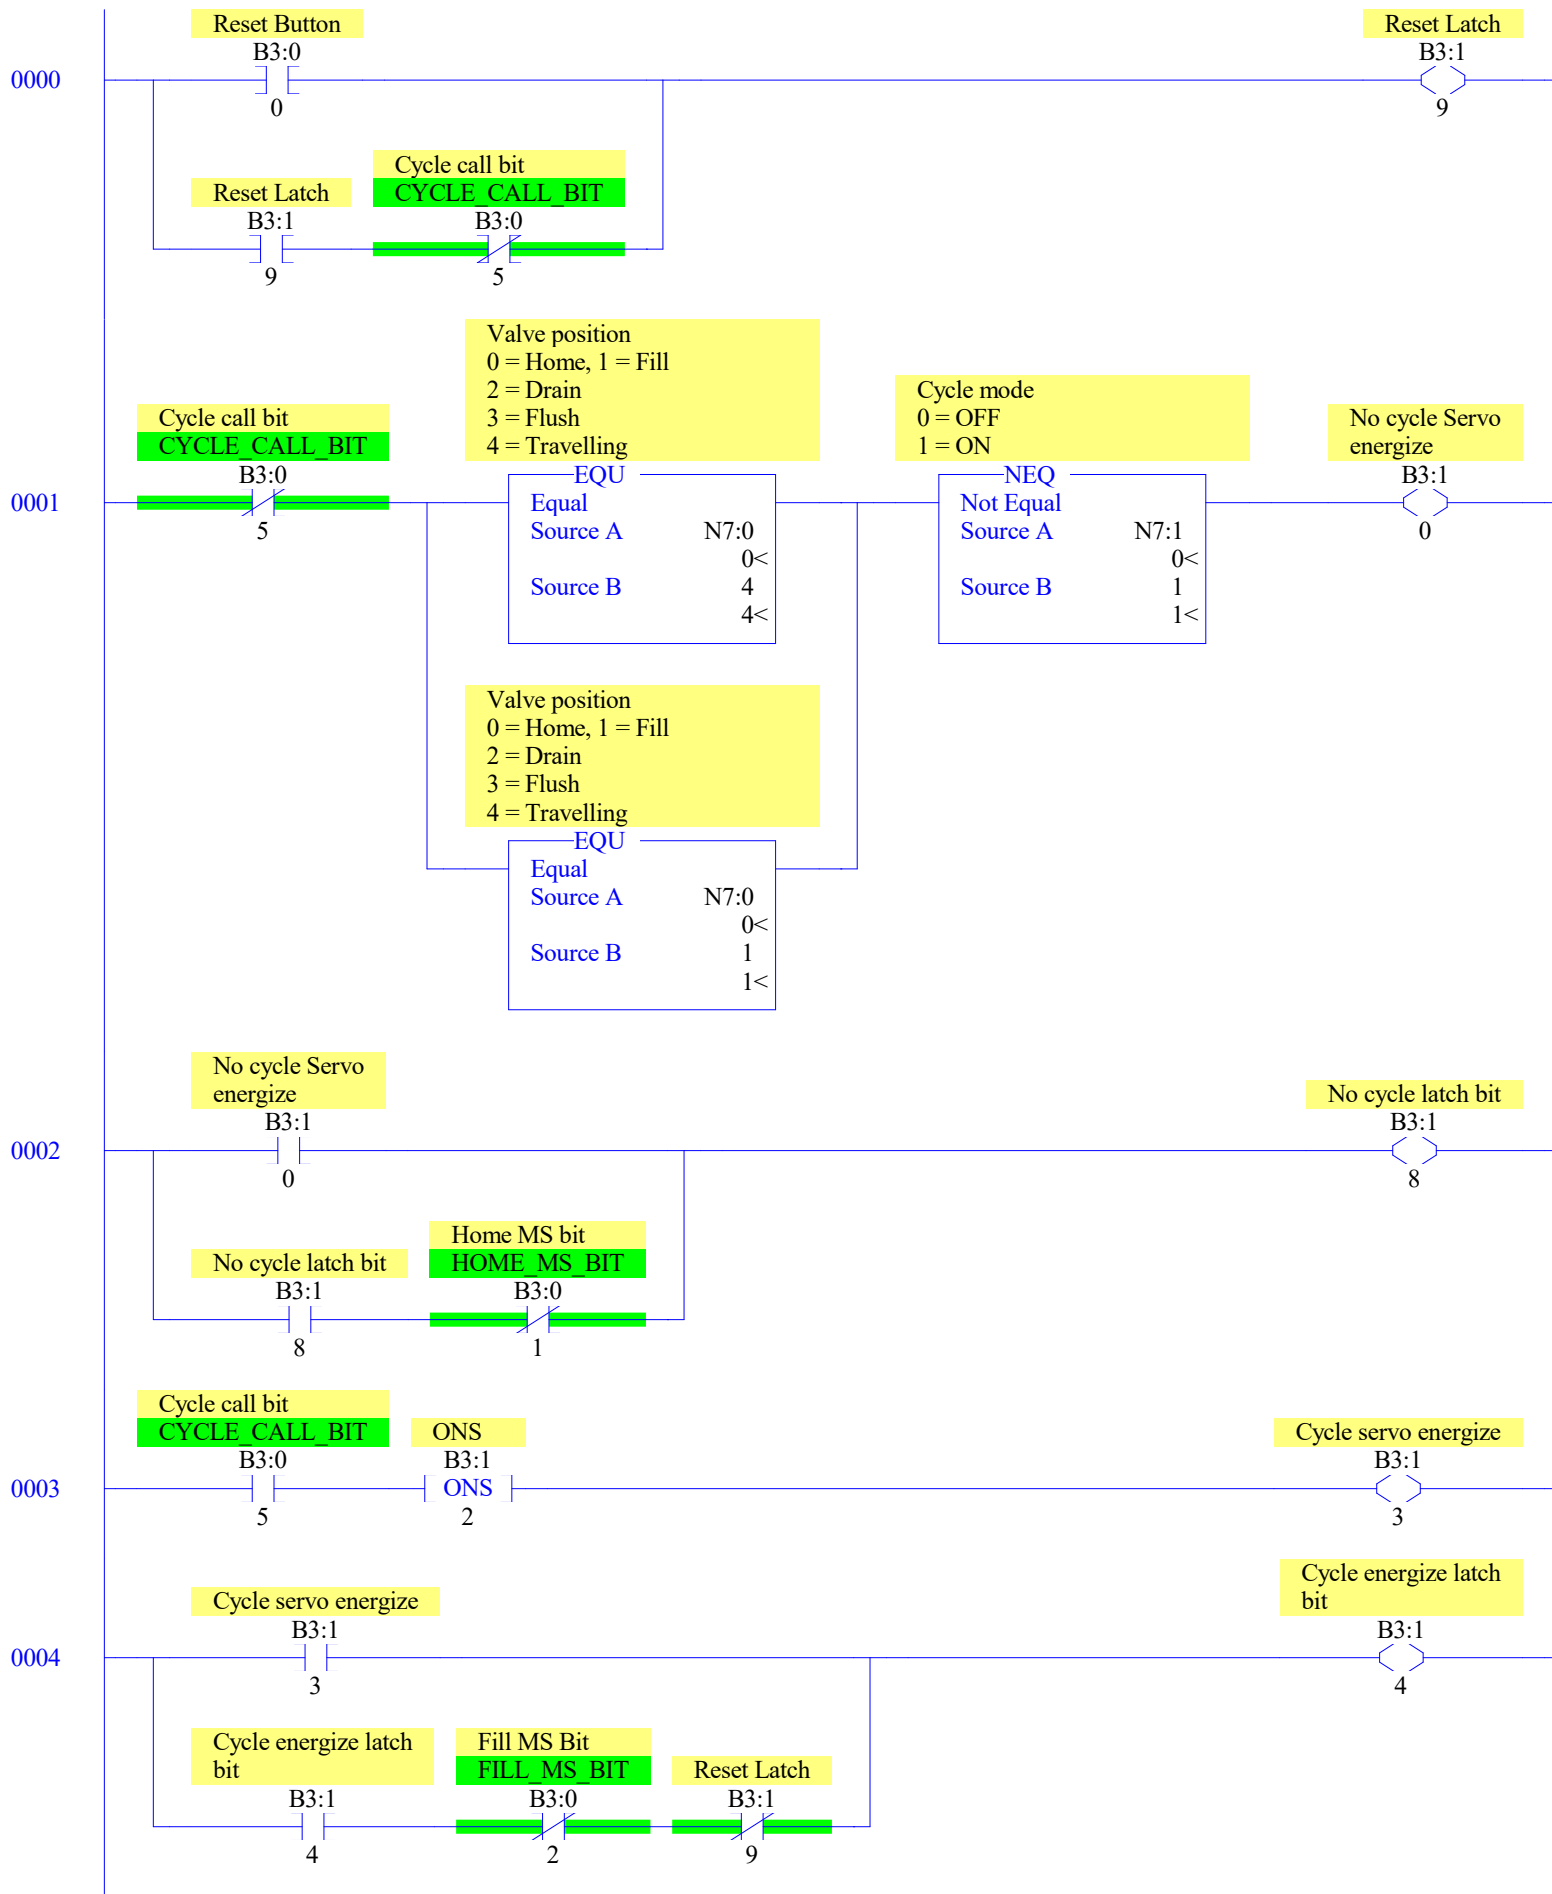 Reset Button
B3:0
0
Reset Latch
B3:1
9
0000
Reset Latch
B3:1
9
Cycle call bit
CYCLE_CALL_BIT
B3:0
5
0001
Cycle call bit
CYCLE_CALL_BIT
B3:0
5
Valve position
0 = Home, 1 = Fill
2 = Drain
3 = Flush
4 = Travelling
EQU
Equal
Source A N7:0
0<
Source B 4
4<
Cycle mode
0 = OFF
1 = ON
NEQ
Not Equal
Source A N7:1
0<
Source B 1
1<
No cycle Servo
energize
B3:1
0
Valve position
0 = Home, 1 = Fill
2 = Drain
3 = Flush
4 = Travelling
EQU
Equal
Source A N7:0
0<
Source B 1
1<
0002
No cycle Servo
energize
B3:1
0
No cycle latch bit
B3:1
8
No cycle latch bit
B3:1
8
Home MS bit
HOME_MS_BIT
B3:0
1
0003
Cycle call bit
CYCLE_CALL_BIT
B3:0
5
ONS
B3:1
ONS
2
Cycle servo energize
B3:1
3
0004
Cycle servo energize
B3:1
3
Cycle energize latch
bit
B3:1
4
Cycle energize latch
bit
B3:1
4
Fill MS Bit
FILL_MS_BIT
B3:0
2
Reset Latch
B3:1
9